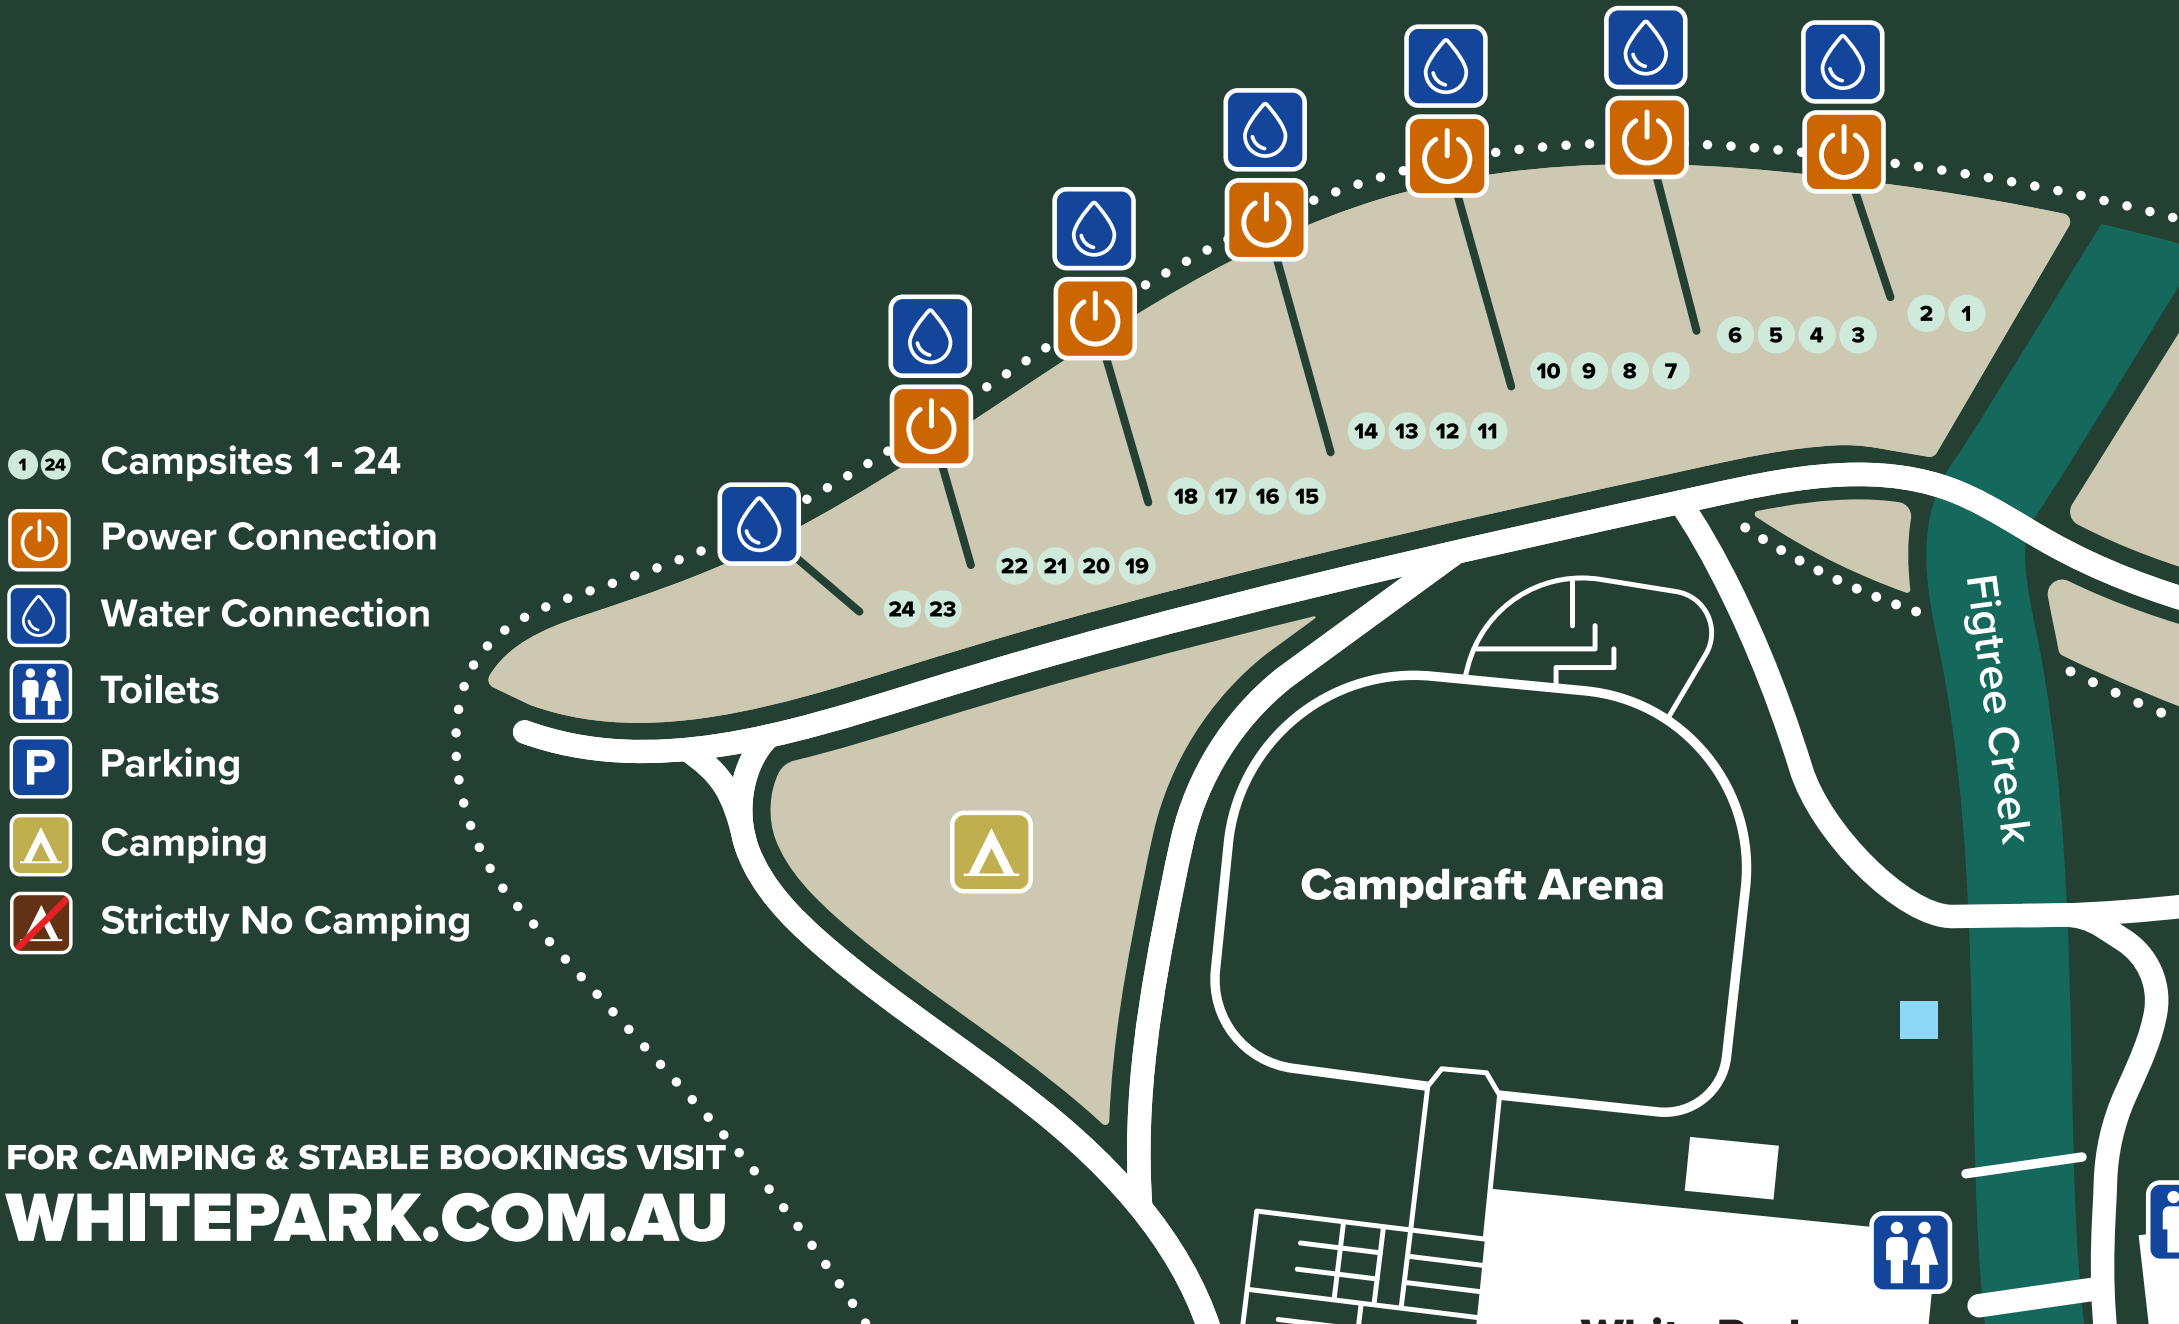 2 1
6 5 4 3
10 9 8 7
14 13 12 11
18 17 16 15
22 21 20 19
24 23
1 24 Campsites 1 - 24
Power Connection
Water Connection
Toilets
P Parking
Camping
Strictly No Camping
Figtree Creek
Campdraft Arena
FOR CAMPING & STABLE BOOKINGS VISIT
WHITEPARK.COM.AU